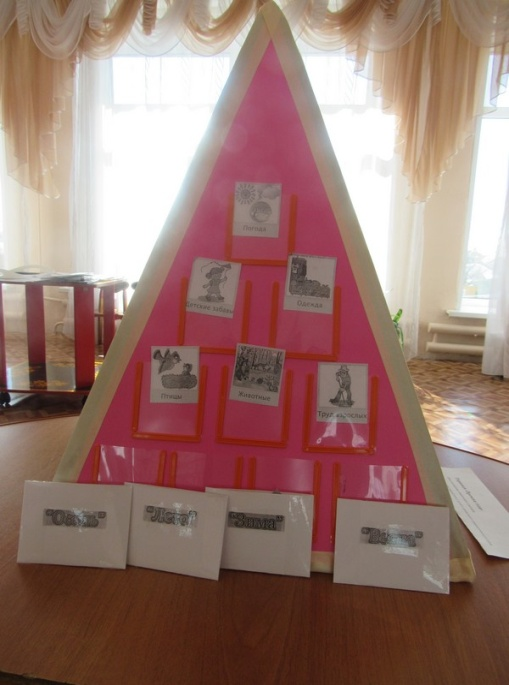 Погода
Детские забавы
Одежда
Птицы
Животные
Труд взрослых
"Осень"
"Лето"
"Зима"
"Весна"